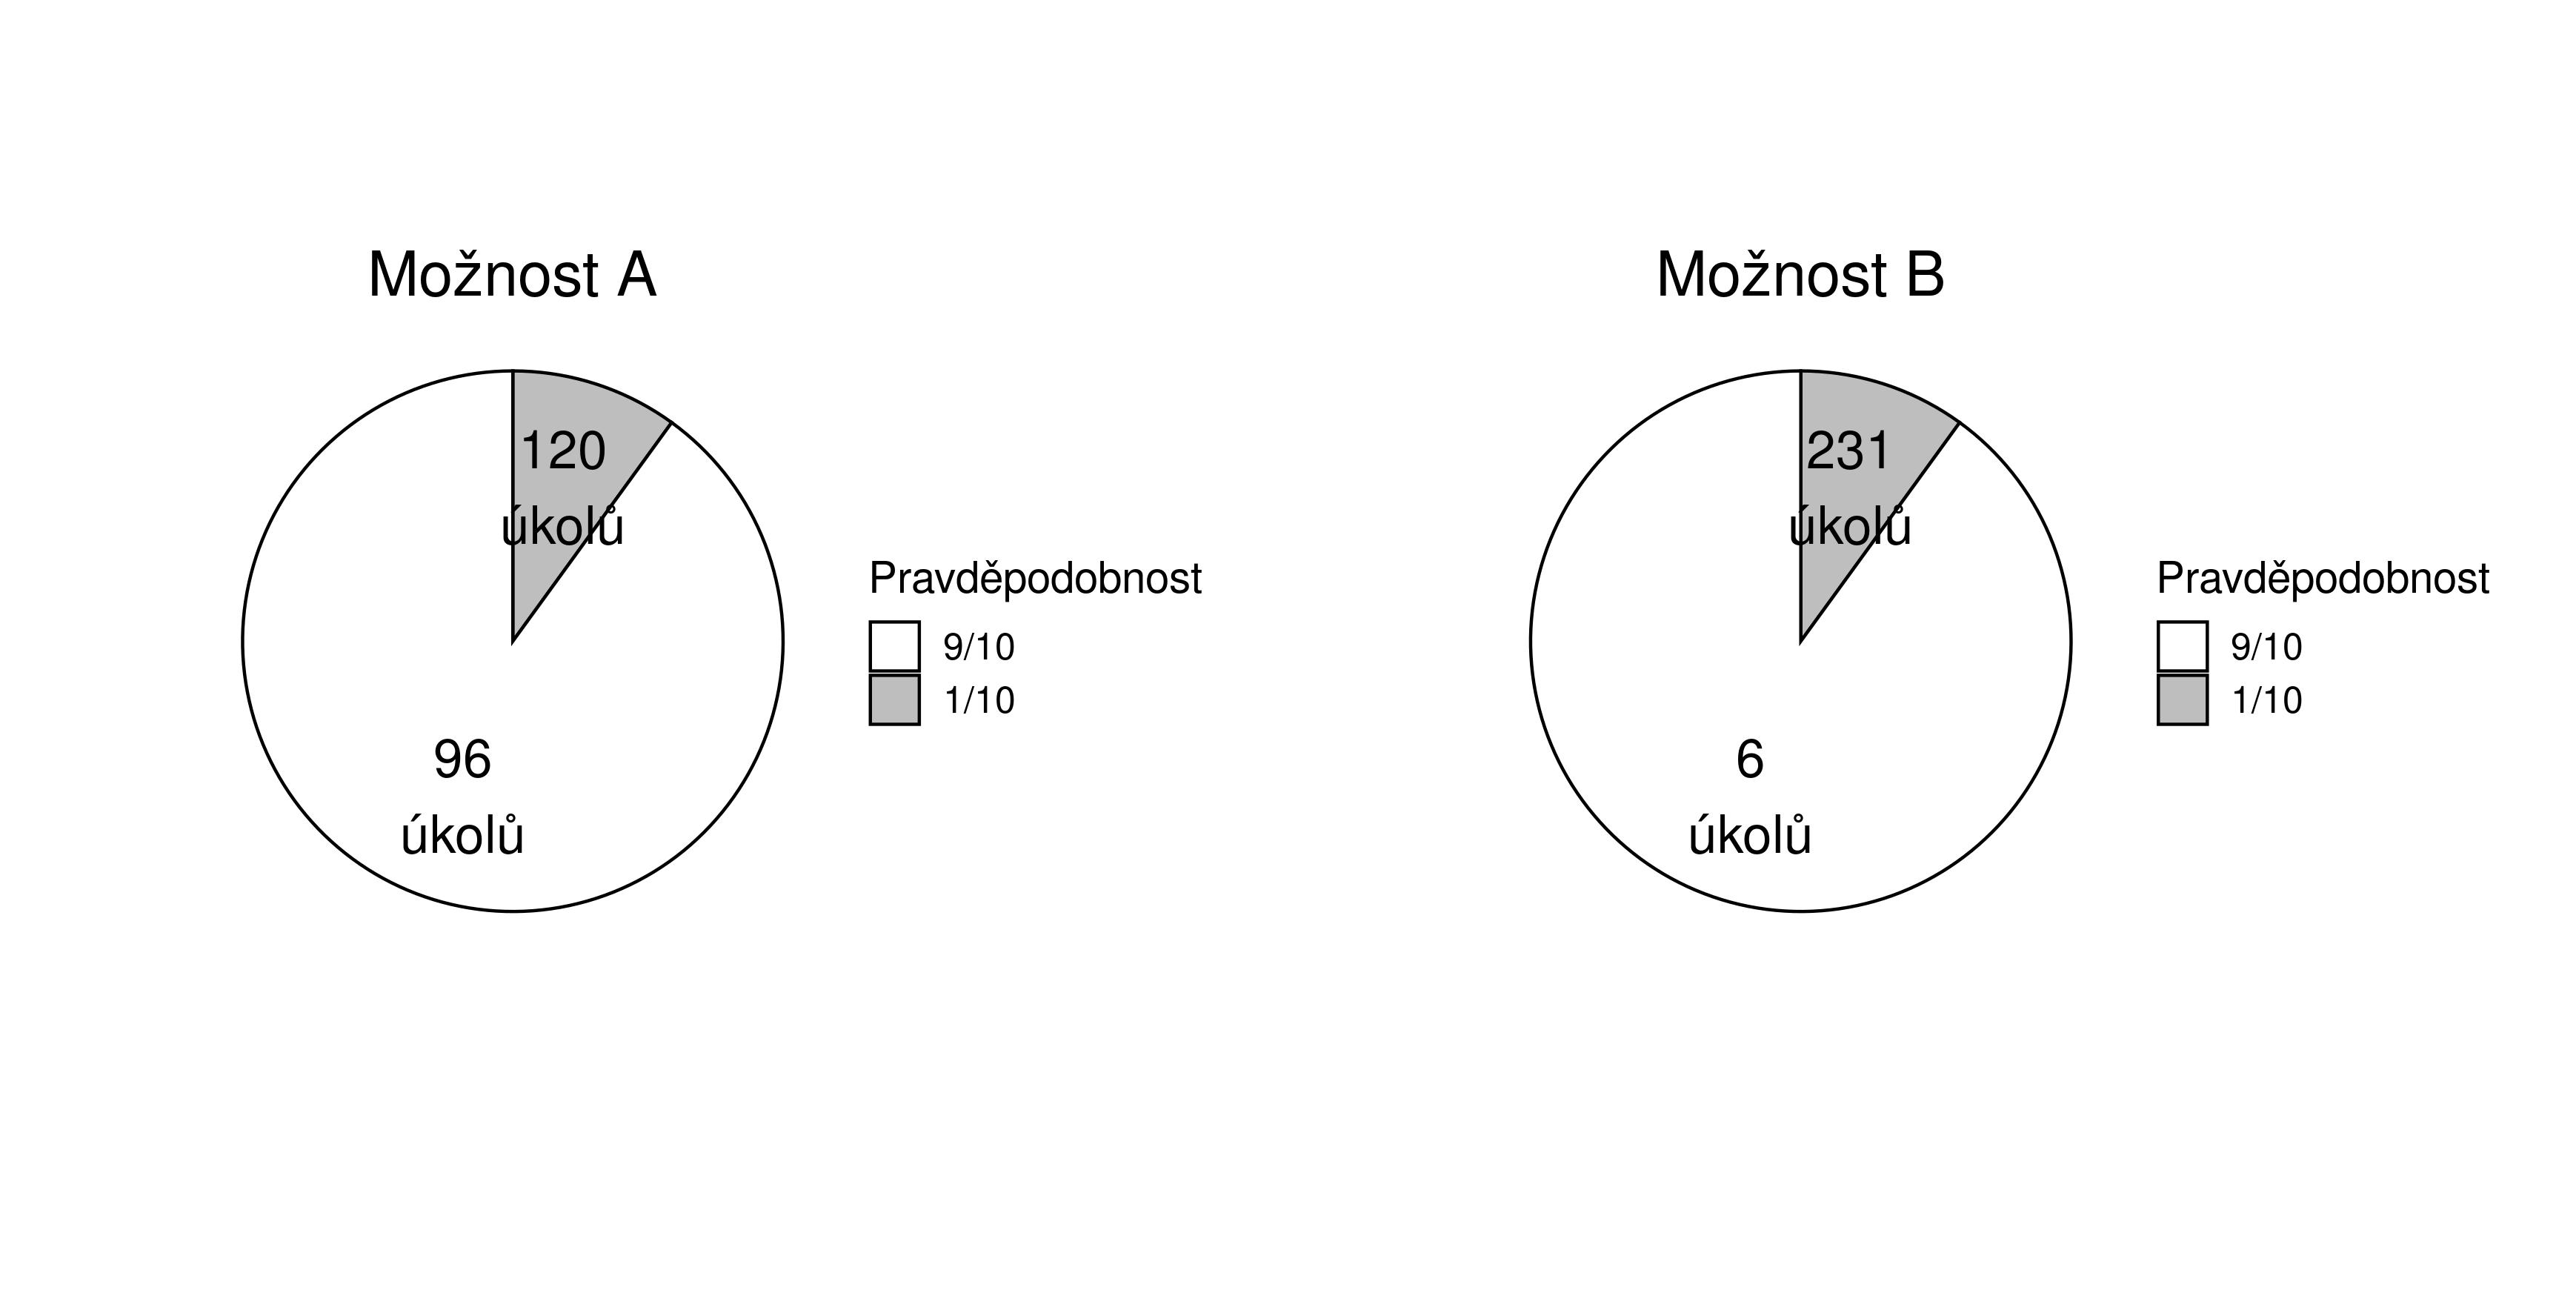 Možnost A
120
úkolů
96
úkolů
Pravděpodobnost
9/10
1/10
Možnost B
231
úkolů
6
úkolů
Pravděpodobnost
9/10
1/10